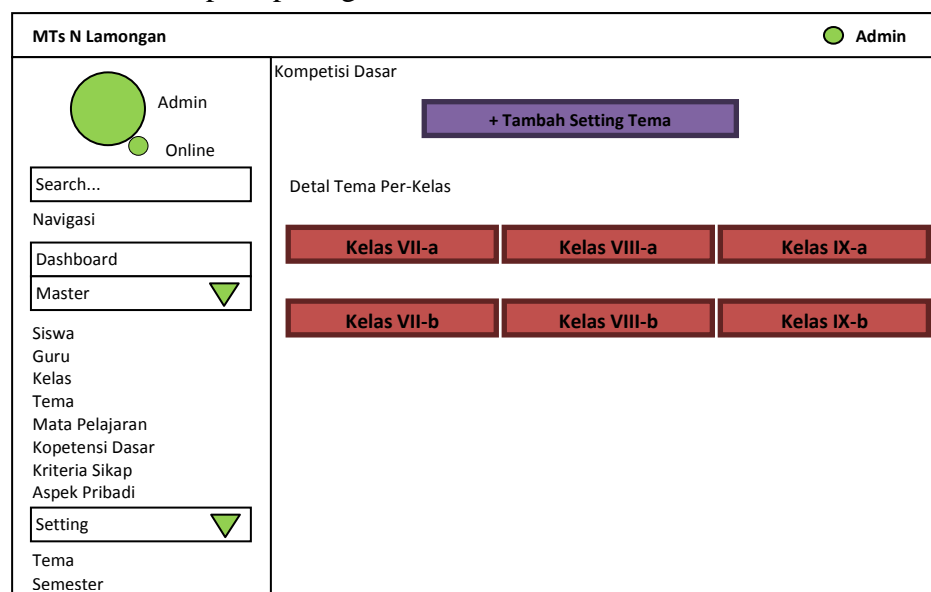 MTs N Lamongan
Admin
Admin
Online
Search...
Navigasi
Dashboard
Master
Siswa
Guru
Kelas
Tema
Mata Pelajaran
Kopetensi Dasar
Kriteria Sikap
Aspek Pribadi
Setting
Tema
Semester
Kompetisi Dasar
+ Tambah Setting Tema
Detal Tema Per-Kelas
Kelas VII-a Kelas VIII-a Kelas IX-a
Kelas VII-b Kelas VIII-b Kelas IX-b